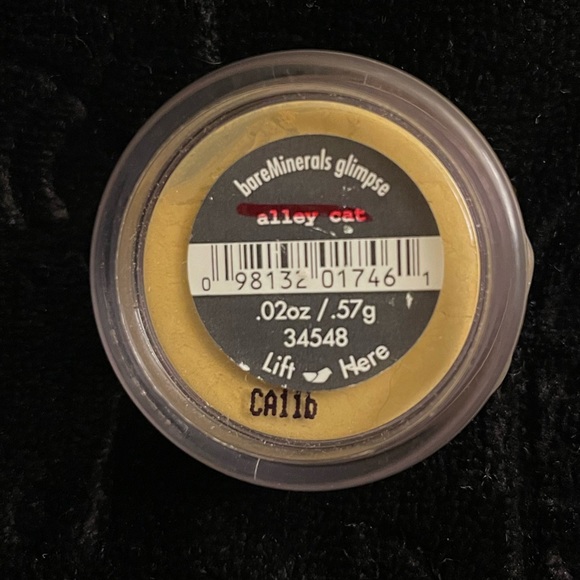 bareMinerals glimpse
alley cat
0 98132 01746 1
.02oz / .57g
34548
Lift Here
CA11b